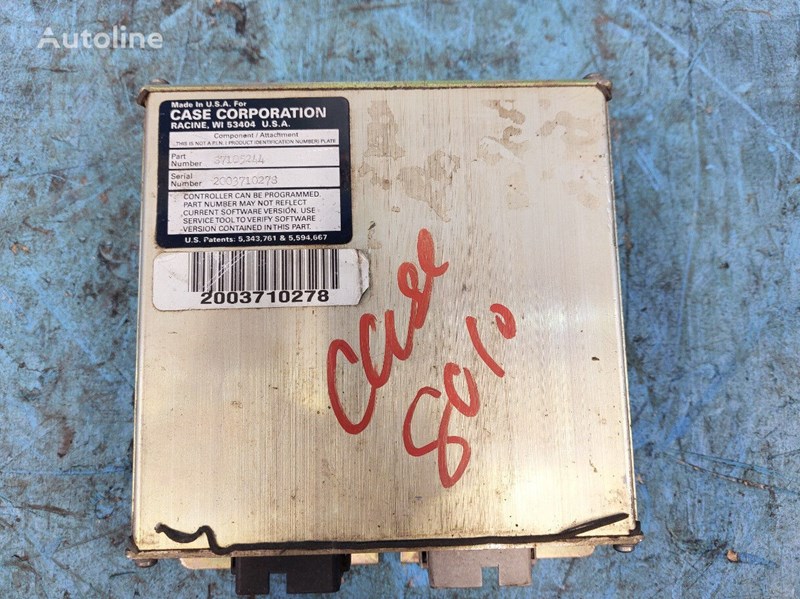 Autoline
Made In U.S.A. For
CASE CORPORATION
RACINE, WI 53404 U.S.A.
Component / Attachment
THIS IS NOT A P.I.N. ( PRODUCT IDENTIFICATION NUMBER) PLATE
Part
Number 87105244
Serial
Number 2003710278
CONTROLLER CAN BE PROGRAMMED.
PART NUMBER MAY NOT REFLECT
CURRENT SOFTWARE VERSION. USE
SERVICE TOOL TO VERIFY SOFTWARE
VERSION CONTAINED IN THIS PART.
U.S. Patents: 5,343,761 & 5,594,667
2003710278
case
8010